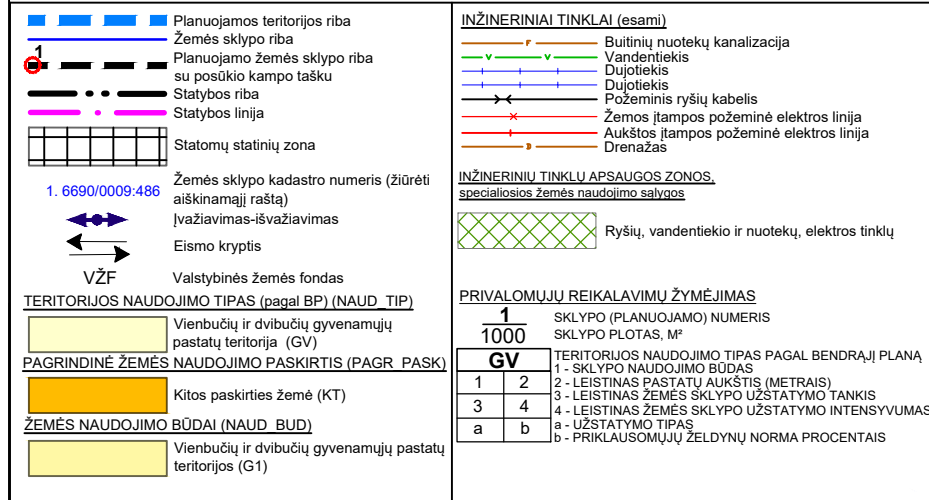 Planuojamos teritorijos riba
Žemės sklypo riba
1
Planuojamo žemės sklypo riba
su posūkio kampo tašku
Statybos riba
Statybos linija
Statomų statinių zona
1. 6690/0009:486
Žemės sklypo kadastro numeris (žiūrėti
aiškinamąjį raštą)
Įvažiavimas-išvažiavimas
Eismo kryptis
VŽF
Valstybinės žemės fondas
TERITORIJOS NAUDOJIMO TIPAS (pagal BP) (NAUD_TIP)
Vienbučių ir dvibučių gyvenamųjų
pastatų teritorija (GV)
PAGRINDINĖ ŽEMĖS NAUDOJIMO PASKIRTIS (PAGR_PASK)
Kitos paskirties žemė (KT)
ŽEMĖS NAUDOJIMO BŪDAI (NAUD_BUD)
Vienbučių ir dvibučių gyvenamųjų pastatų
teritorijos (G1)
INŽINERINIAI TINKLAI (esami)
F
Buitinių nuotekų kanalizacija
V V
Vandentiekis
Dujotiekis
Dujotiekis
Požeminis ryšių kabelis
Žemos įtampos požeminė elektros linija
Aukštos įtampos požeminė elektros linija
D
Drenažas
INŽINERINIŲ TINKLŲ APSAUGOS ZONOS,
specialiosios žemės naudojimo sąlygos
Ryšių, vandentiekio ir nuotekų, elektros tinklų
PRIVALOMŲJŲ REIKALAVIMŲ ŽYMĖJIMAS
1
SKLYPO (PLANUOJAMO) NUMERIS
1000
SKLYPO PLOTAS, M²
GV
TERITORIJOS NAUDOJIMO TIPAS PAGAL BENDRĄJĮ PLANĄ
1 2
1 - SKLYPO NAUDOJIMO BŪDAS
2 - LEISTINAS PASTATŲ AUKŠTIS (METRAIS)
3 4
3 - LEISTINAS ŽEMĖS SKLYPO UŽSTATYMO TANKIS
4 - LEISTINAS ŽEMĖS SKLYPO UŽSTATYMO INTENSYVUMAS
a b
a - UŽSTATYMO TIPAS
b - PRIKLAUSOMŲJŲ ŽELDYNŲ NORMA PROCENTAIS